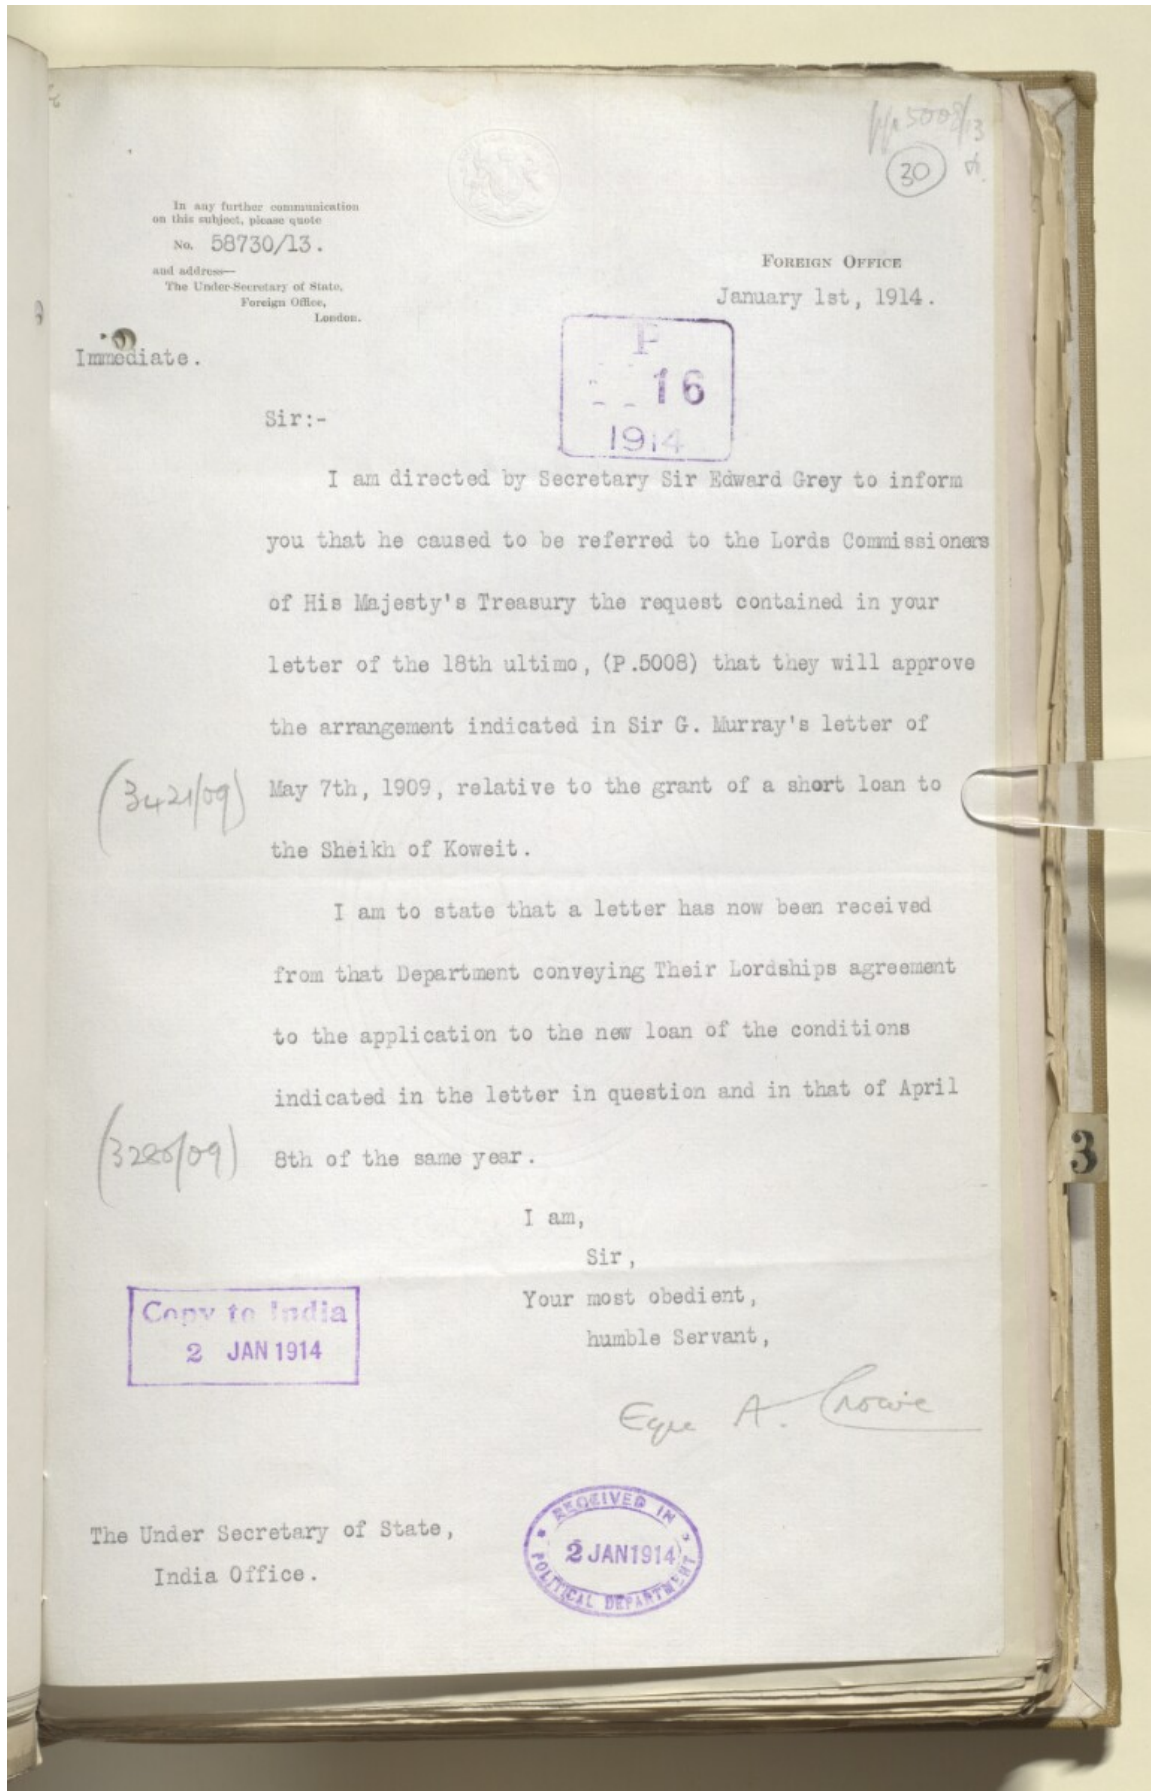 5008/13
30
In any further communication
on this subject, please quote
No. 58730/13.
and address—
The Under-Secretary of State,
Foreign Office,
London.
FOREIGN OFFICE
January 1st, 1914.
Immediate.
P
16
1914
Sir:-
I am directed by Secretary Sir Edward Grey to inform
you that he caused to be referred to the Lords Commissioners
of His Majesty's Treasury the request contained in your
letter of the 18th ultimo, (P.5008) that they will approve
the arrangement indicated in Sir G. Murray's letter of
(3421/09)
May 7th, 1909, relative to the grant of a short loan to
the Sheikh of Koweit.
I am to state that a letter has now been received
from that Department conveying Their Lordships agreement
to the application to the new loan of the conditions
indicated in the letter in question and in that of April
(3280/09)
8th of the same year.
I am,
Sir,
Your most obedient,
humble Servant,
Eyre A. Crowe
Copy to India
2 JAN 1914
RECEIVED IN
2 JAN 1914
POLITICAL DEPARTMENT
The Under Secretary of State,
India Office.
3